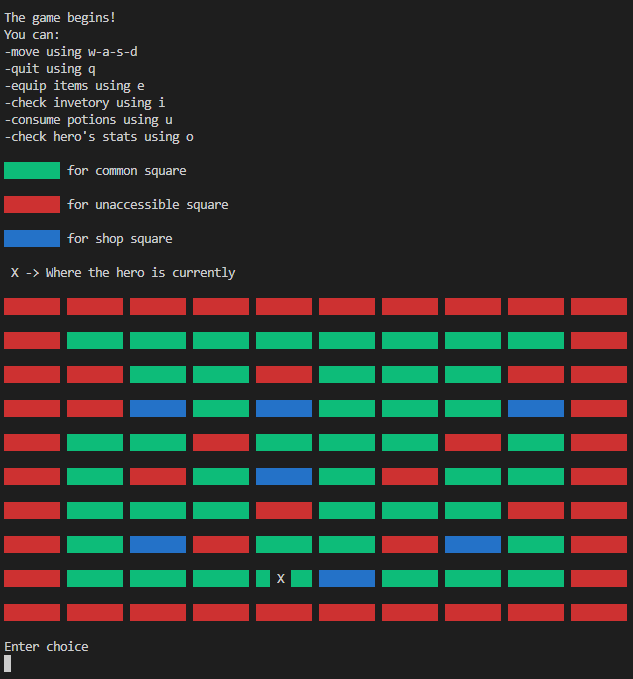 The game begins!
You can:
-move using w-a-s-d
-quit using q
-equip items using e
-check invetory using i
-consume potions using u
-check hero's stats using o
for common square
for unaccessible square
for shop square
X -> Where the hero is currently
X
Enter choice